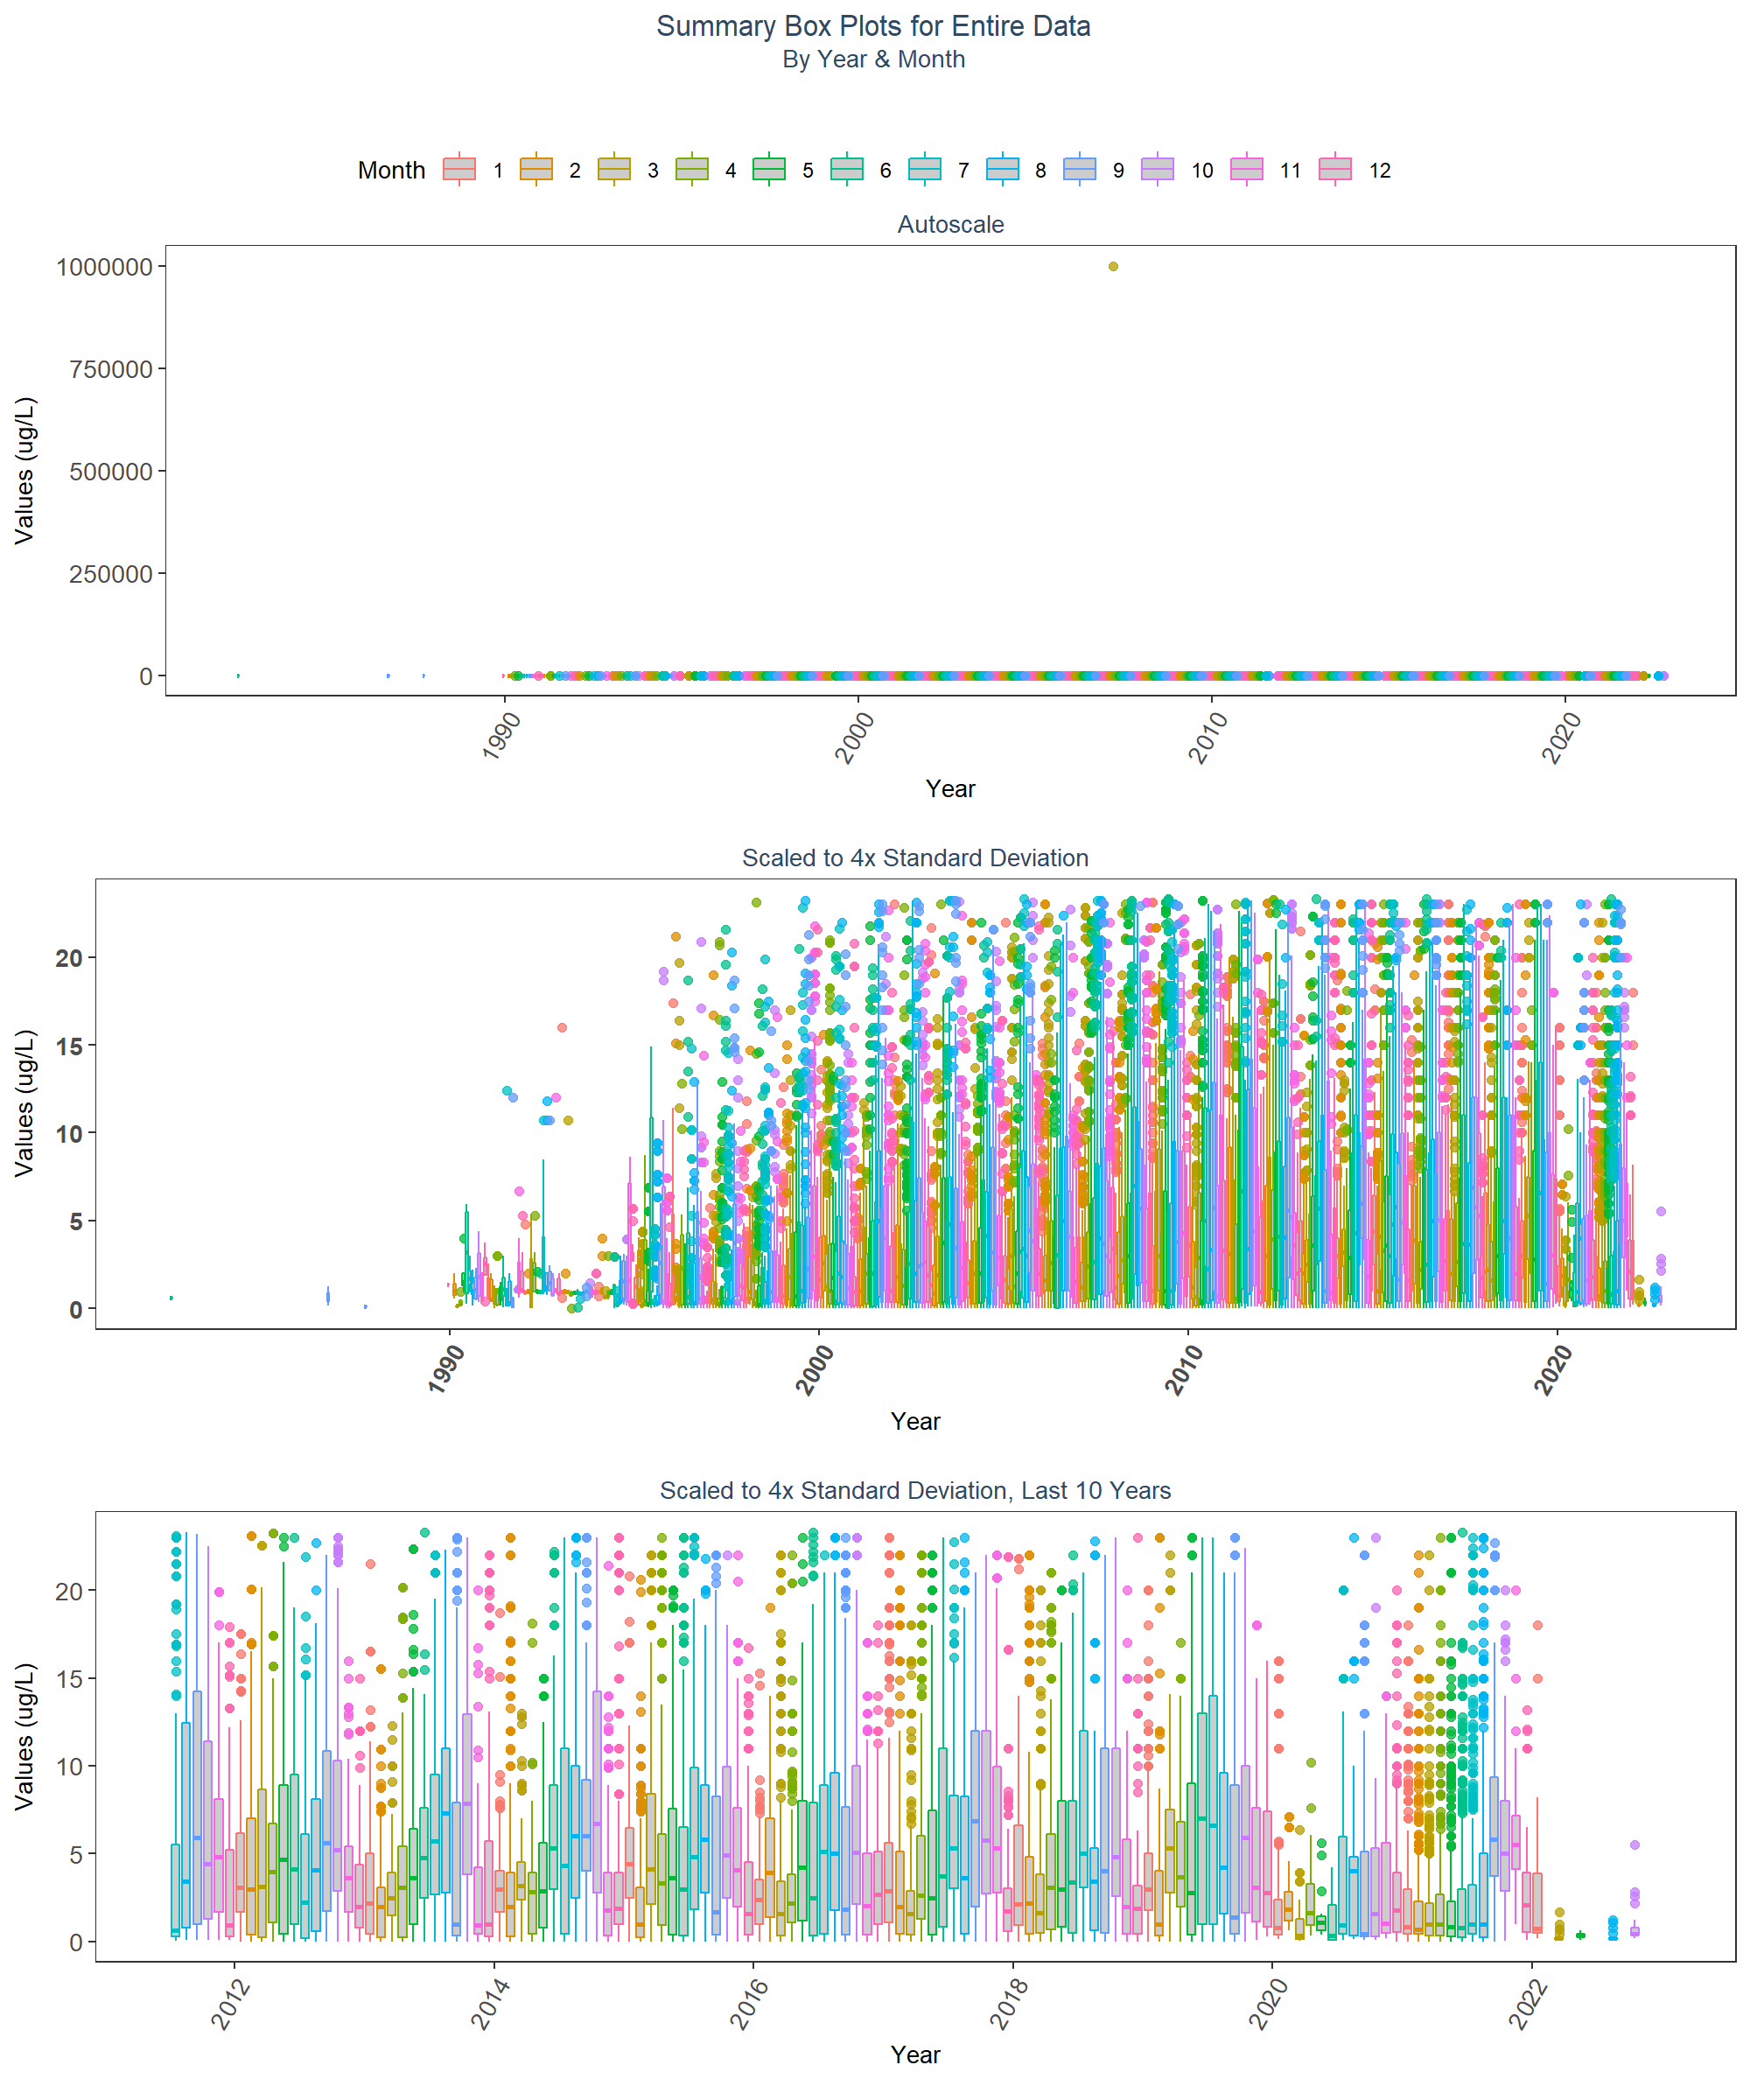 Summary Box Plots for Entire Data
By Year & Month
Month 1 2 3 4 5 6 7 8 9 10 11 12
Autoscale
Values (ug/L)
1000000
750000
500000
250000
0
1990 2000 2010 2020
Year
Scaled to 4x Standard Deviation
Values (ug/L)
20
15
10
5
0
1990 2000 2010 2020
Year
Scaled to 4x Standard Deviation, Last 10 Years
Values (ug/L)
20
15
10
5
0
2012 2014 2016 2018 2020 2022
Year